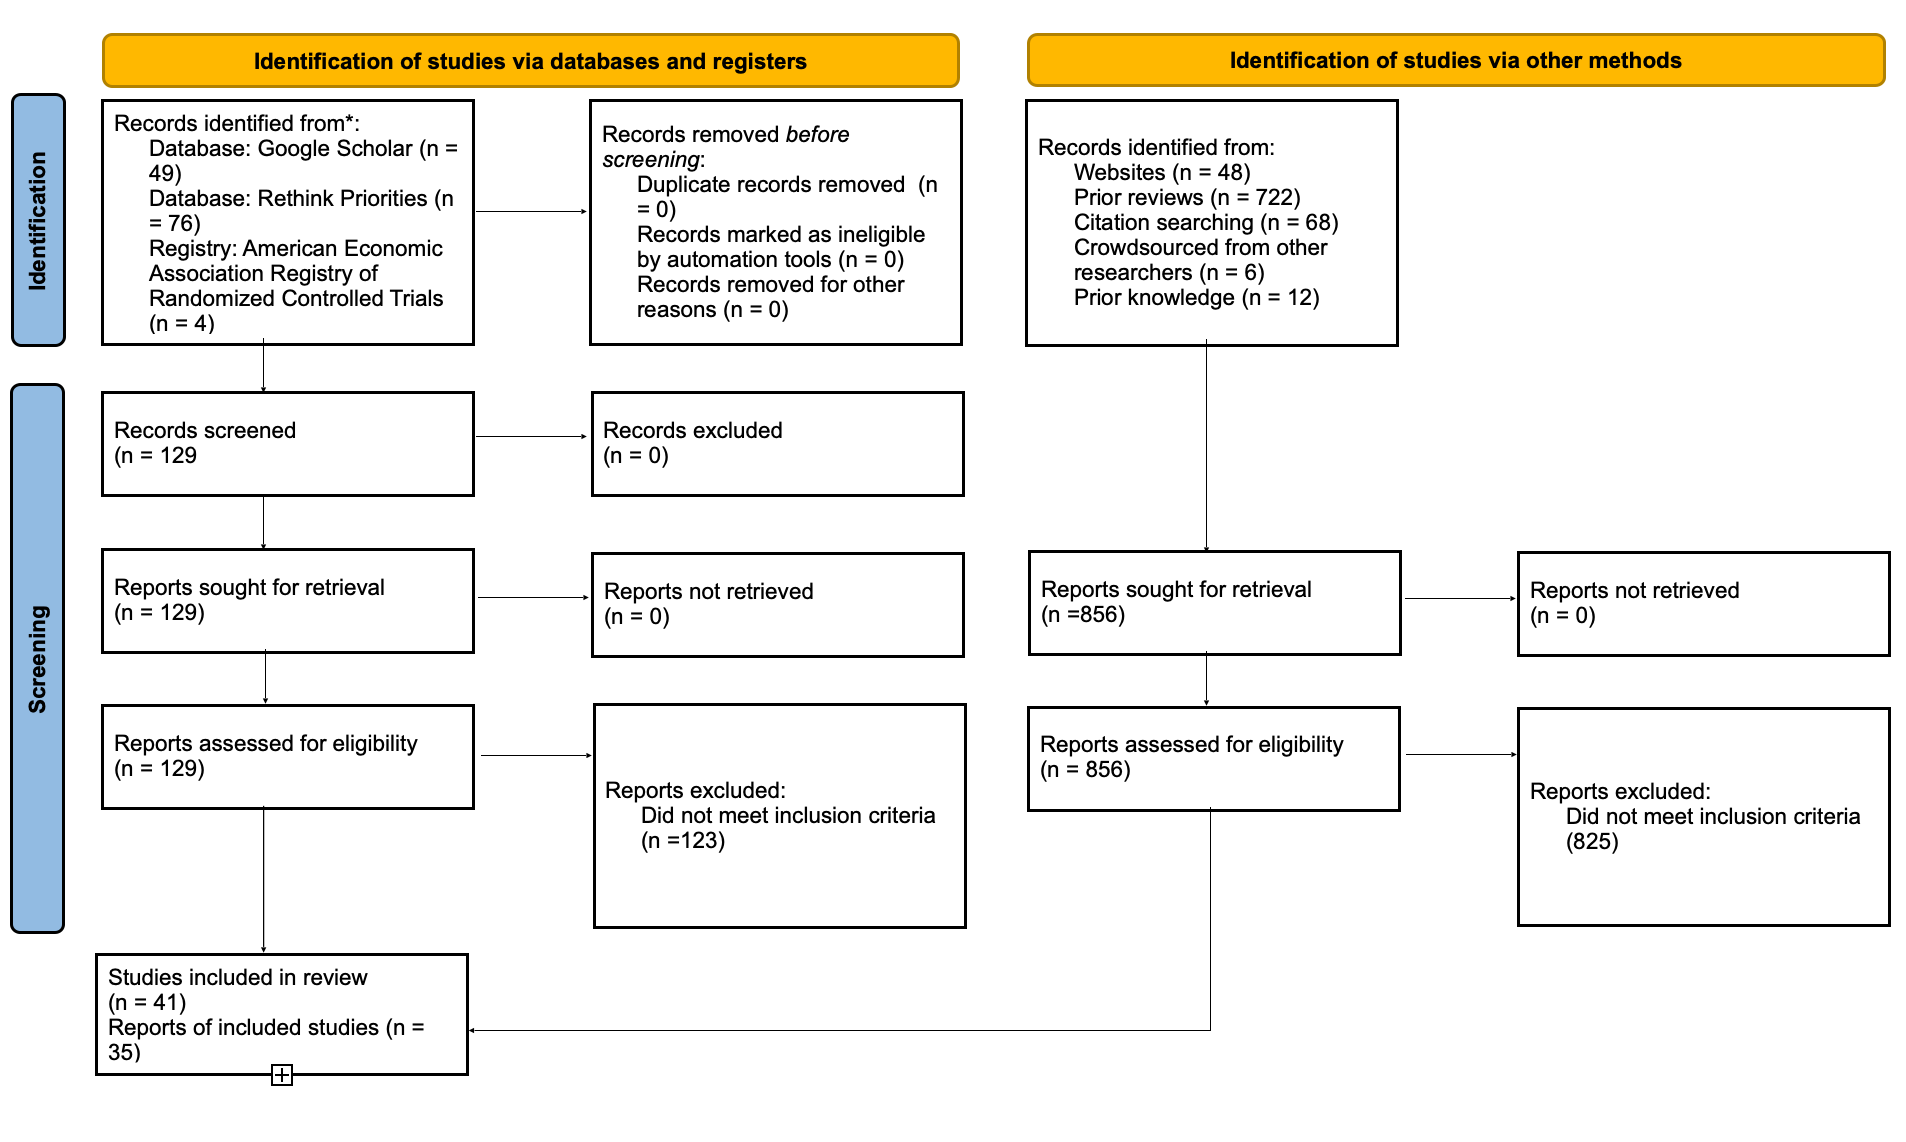 Identification of studies via databases and registers
Identification of studies via other methods
Identification
Records identified from*:
Database: Google Scholar (n =
49)
Database: Rethink Priorities (n
= 76)
Registry: American Economic
Association Registry of
Randomized Controlled Trials
(n = 4)
Records removed before
screening:
Duplicate records removed  (n
= 0)
Records marked as ineligible
by automation tools (n = 0)
Records removed for other
reasons (n = 0)
Records identified from:
Websites (n = 48)
Prior reviews (n = 722)
Citation searching (n = 68)
Crowdsourced from other
researchers (n = 6)
Prior knowledge (n = 12)
Screening
Records screened
(n = 129
Records excluded
(n = 0)
Reports sought for retrieval
(n = 129)
Reports not retrieved
(n = 0)
Reports sought for retrieval
(n =856)
Reports not retrieved
(n = 0)
Reports assessed for eligibility
(n = 129)
Reports excluded:
Did not meet inclusion criteria
(n =123)
Reports assessed for eligibility
(n = 856)
Reports excluded:
Did not meet inclusion criteria
(825)
Studies included in review
(n = 41)
Reports of included studies (n =
35)